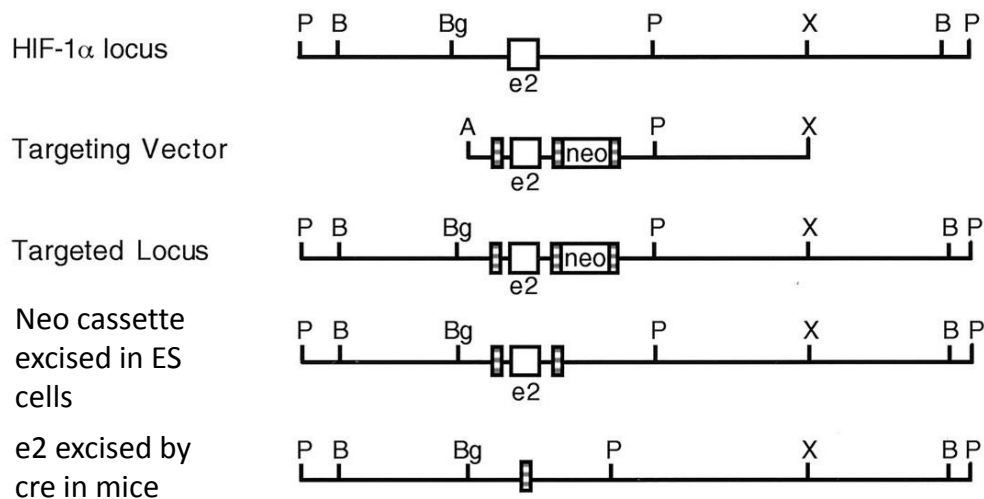 P B Bg P X B P
HIF-1α locus
e2
A P X
Targeting Vector
neo
e2
P B Bg P X B P
Targeted Locus
neo
e2
Neo cassette
P B Bg P X B P
excised in ES
e2
cells
e2 excised by
P B Bg P X B P
cre in mice